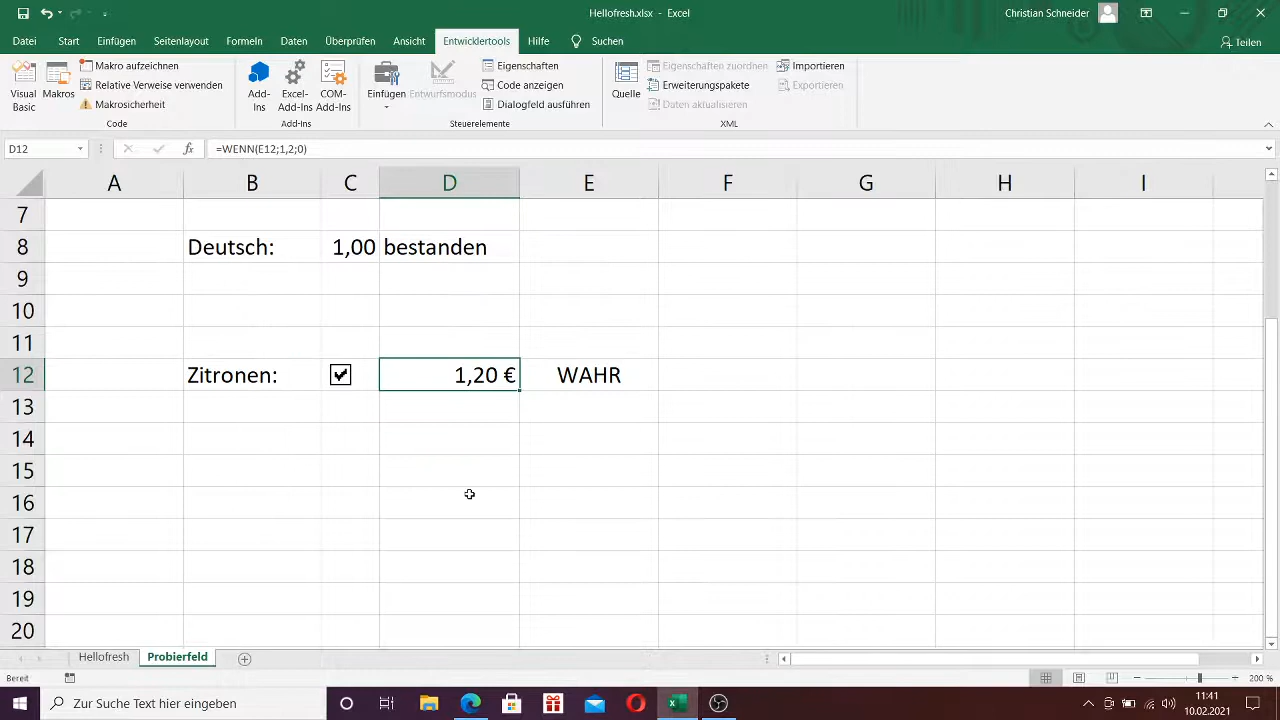 Hellofresh.xlsx - Excel
Christian Schneider
Datei Start Einfügen Seitenlayout Formeln Daten Überprüfen Ansicht Entwicklertools Hilfe Suchen Teilen
Visual Basic
Makros
Makro aufzeichnen
Relative Verweise verwenden
Makrosicherheit
Code
Add-Ins
Excel-Add-Ins
COM-Add-Ins
Add-Ins
Einfügen
Entwurfsmodus
Eigenschaften
Code anzeigen
Dialogfeld ausführen
Steuerelemente
Quelle
Eigenschaften zuordnen
Erweiterungspakete
Daten aktualisieren
Importieren
Exportieren
XML
D12 fx =WENN(E12;1,2;0)
A B C D E F G H I
7
8 Deutsch: 1,00 bestanden
9
10
11
12 Zitronen: 1,20 € WAHR
13
14
15
16
17
18
19
20
Hellofresh Probierfeld
Bereit 200 %
Zur Suche Text hier eingeben
11:41
10.02.2021